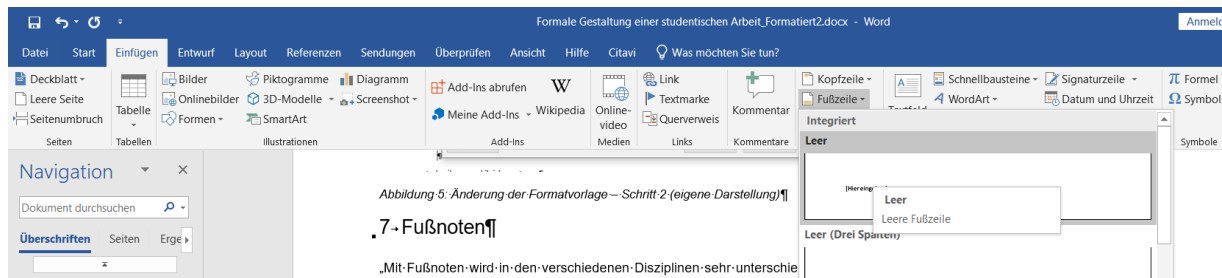 Formale Gestaltung einer studentischen Arbeit_Formatiert2.docx - Word
Datei Start Einfügen Entwurf Layout Referenzen Sendungen Überprüfen Ansicht Hilfe Citavi Was möchten Sie tun?
Deckblatt
Leere Seite
Seitenumbruch
Seiten
Tabelle
Tabellen
Bilder Piktogramme Diagramm
Onlinebilder 3D-Modelle Screenshot
Formen SmartArt
Illustrationen
Add-Ins abrufen
Meine Add-Ins
W
Wikipedia
Add-Ins
Online-
video
Medien
Link
Textmarke
Querverweis
Links
Kommentar
Kommentare
Kopfzeile
Fußzeile
Schnellbausteine Signaturzeile
WordArt Datum und Uhrzeit
π Formel
Ω Symbol
Symbole
Integriert
Leer
Leer
Leere Fußzeile
Leer (Drei Spalten)
Navigation
Dokument durchsuchen
Überschriften Seiten
Abbildung·5:·Änderung·der·Formatvorlage·–·Schritt·2·(eigene·Darstellung)¶
7→Fußnoten¶
„Mit·Fußnoten·wird·in·den·verschiedenen·Disziplinen·sehr·